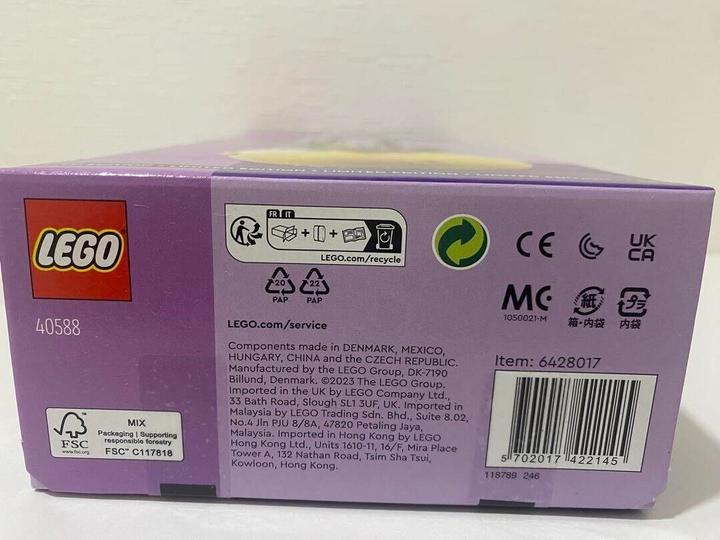 LIMITED EDITION • LIMITED EDITION
LEGO
40588
FR IT
LEGO.com/recycle
20
PAP
22
PAP
CE
UK
CA
1050021-M
紙
箱・内袋
プラ
内袋
LEGO.com/service
Components made in DENMARK, MEXICO,
HUNGARY, CHINA and the CZECH REPUBLIC.
Manufactured by the LEGO Group, DK-7190
Billund, Denmark. ©2023 The LEGO Group.
Imported in the UK by LEGO Company Ltd.,
33 Bath Road, Slough SL1 3UF, UK. Imported in
Malaysia by LEGO Trading Sdn. Bhd., Suite 8.02,
No.4 Jln PJU 8/8A, 47820 Petaling Jaya,
Malaysia. Imported in Hong Kong by LEGO
Hong Kong Ltd., Units 1610-11, 16/F, Mira Place
Tower A, 132 Nathan Road, Tsim Sha Tsui,
Kowloon, Hong Kong.
Item: 6428017
5 702017 422145
118789 246
FSC
www.fsc.org
MIX
Packaging | Supporting
responsible forestry
FSC™ C117818